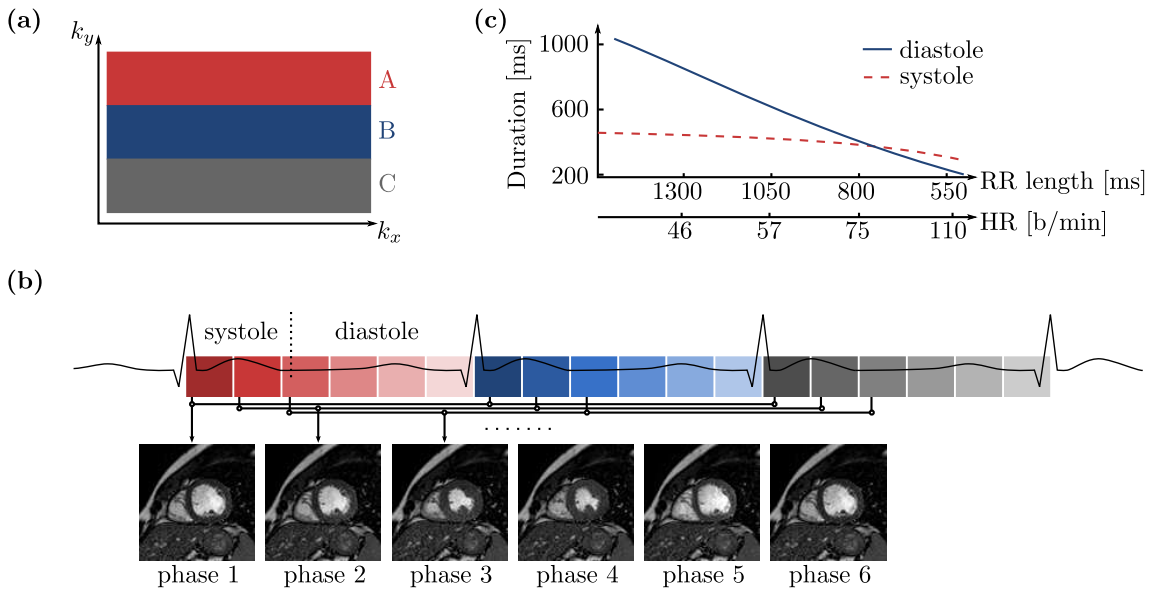 (a)
k_y
A
B
C
k_x
(c)
Duration [ms]
1000
600
200
diastole
systole
1300 1050 800 550 RR length [ms]
46 57 75 110 HR [b/min]
(b)
systole diastole
.......
phase 1 phase 2 phase 3 phase 4 phase 5 phase 6